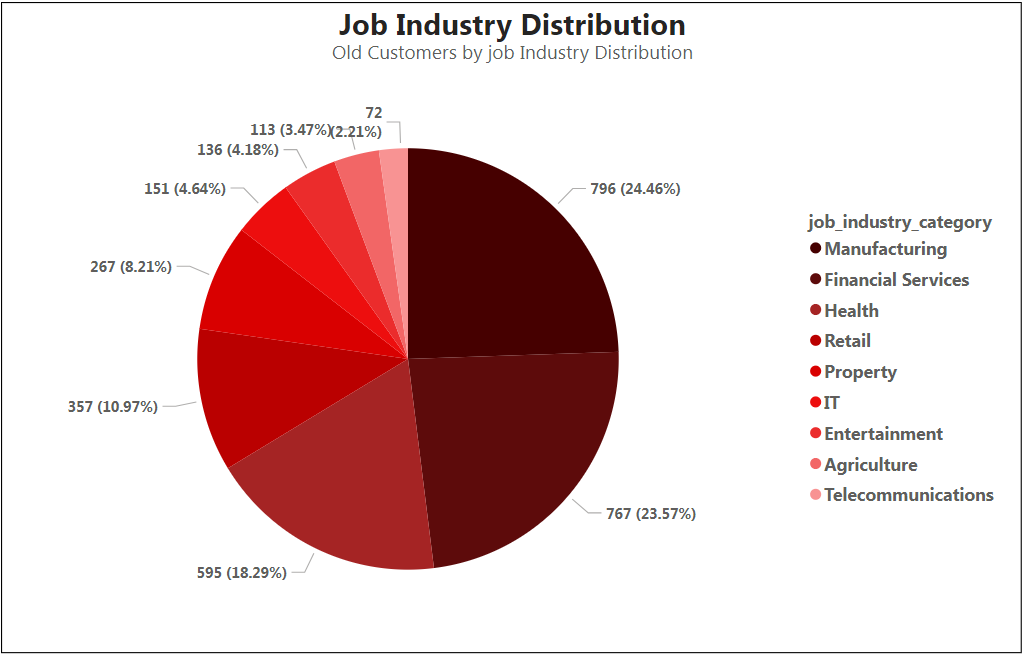 Job Industry Distribution
Old Customers by job Industry Distribution
72
(2.21%)
113 (3.47%)
136 (4.18%)
151 (4.64%)
267 (8.21%)
357 (10.97%)
595 (18.29%)
796 (24.46%)
767 (23.57%)
job_industry_category
Manufacturing
Financial Services
Health
Retail
Property
IT
Entertainment
Agriculture
Telecommunications